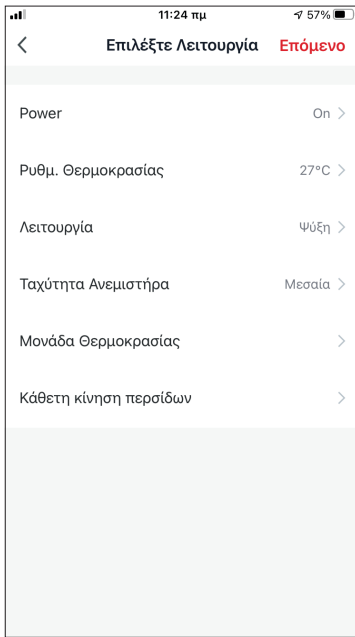 11:24 πμ 57%
Επιλέξτε Λειτουργία Επόμενο
Power On
Ρυθμ. Θερμοκρασίας 27°C
Λειτουργία Ψύξη
Ταχύτητα Ανεμιστήρα Μεσαία
Μονάδα Θερμοκρασίας
Κάθετη κίνηση περσίδων